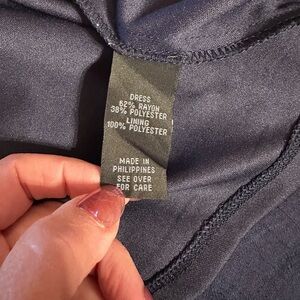 DRESS
62% RAYON
38% POLYESTER
LINING
100% POLYESTER
MADE IN
PHILIPPINES
SEE OVER
FOR CARE